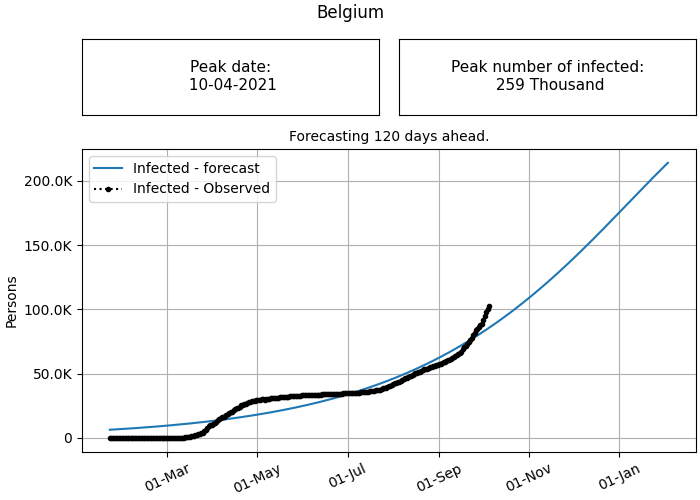 Belgium
Peak date:
10-04-2021
Peak number of infected:
259 Thousand
Forecasting 120 days ahead.
Infected - forecast
Infected - Observed
200.0K
150.0K
100.0K
50.0K
0
Persons
01-Mar
01-May
01-Jul
01-Sep
01-Nov
01-Jan